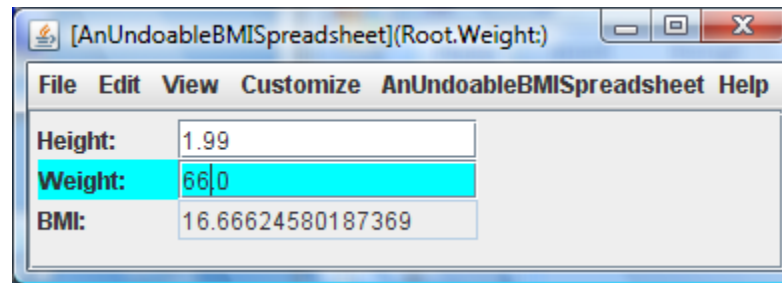 [AnUndoableBMISpreadsheet](Root.Weight:)
File Edit View Customize AnUndoableBMISpreadsheet Help
Height: 1.99
Weight: 66.0
BMI: 16.66624580187369